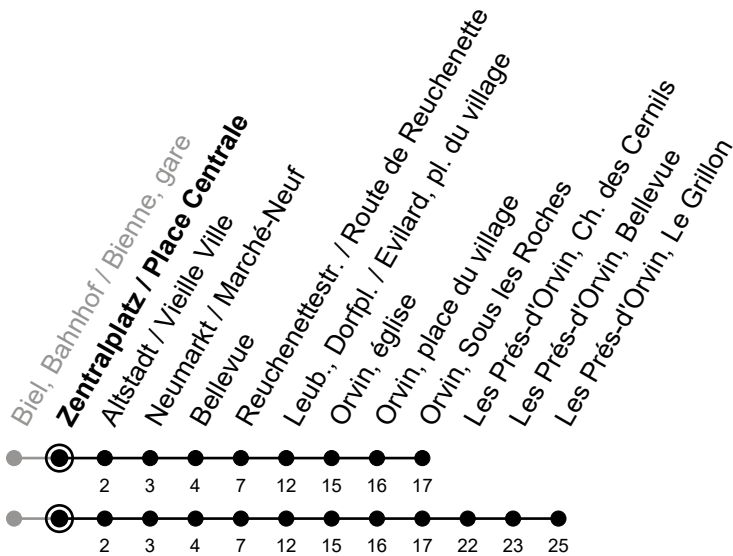 Biel, Bahnhof / Bienne, gare
Zentralplatz / Place Centrale
Altstadt / Vieille Ville
Neumarkt / Marché-Neuf
Bellevue
Reuchenettestr. / Route de Reuchenette
Leub., Dorfpl. / Evilard, pl. du village
Orvin, église
Orvin, place du village
Orvin, Sous les Roches
Les Prés-d'Orvin, Ch. des Cernils
Les Prés-d'Orvin, Bellevue
Les Prés-d'Orvin, Le Grillon
2 3 4 7 12 15 16 17
2 3 4 7 12 15 16 17 22 23 25